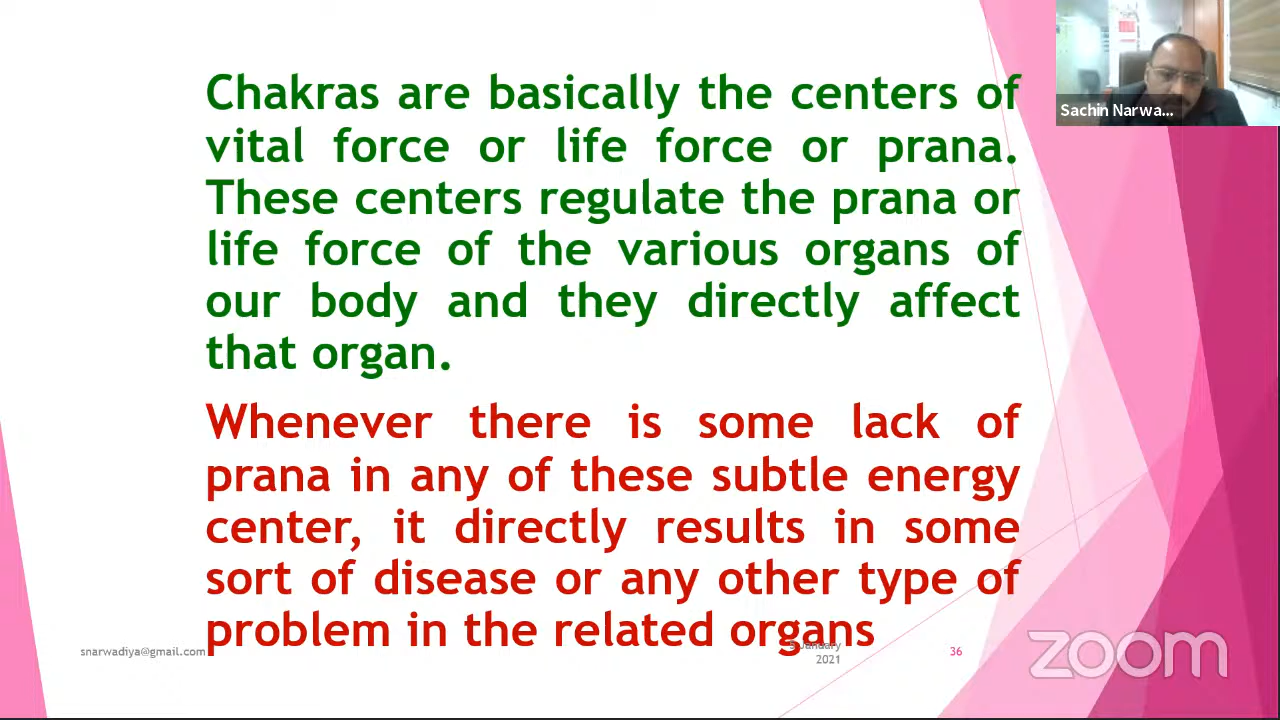 Sachin Narwa...
Chakras are basically the centers of
vital force or life force or prana.
These centers regulate the prana or
life force of the various organs of
our body and they directly affect
that organ.
Whenever there is some lack of
prana in any of these subtle energy
center, it directly results in some
sort of disease or any other type of
problem in the related organs
snarwadiya@gmail.com
January
2021
36
zoom